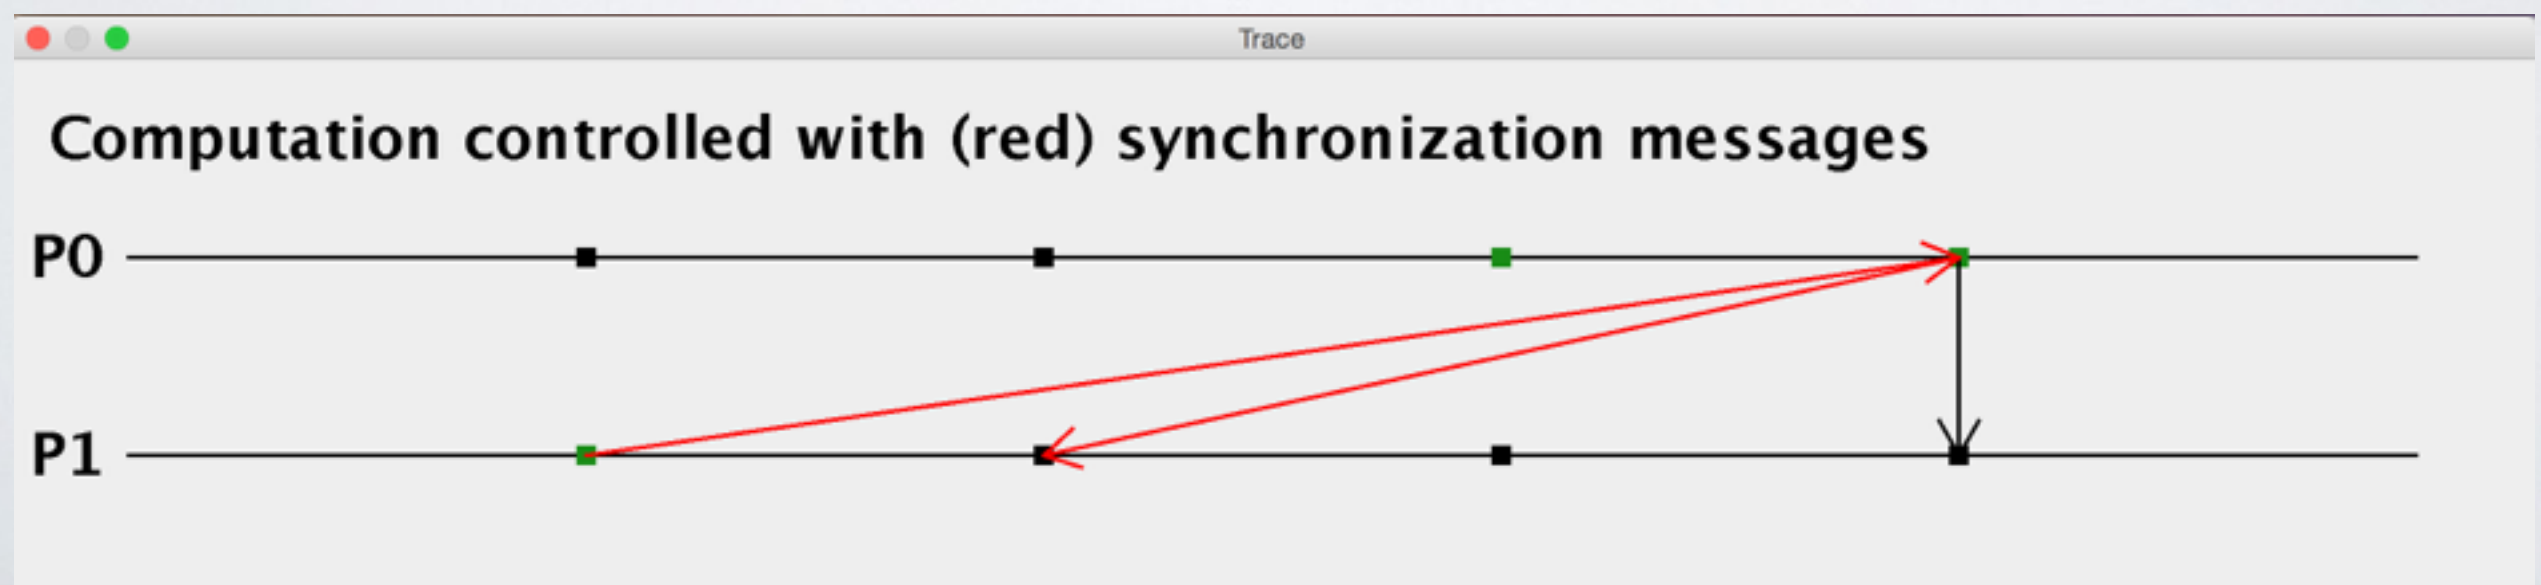 Trace
Computation controlled with (red) synchronization messages
P0
P1